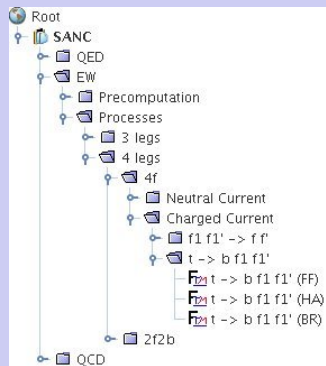 Root
SANC
QED
EW
Precomputation
Processes
3 legs
4 legs
4f
Neutral Current
Charged Current
f1 f1' -> f f'
t -> b f1 f1'
t -> b f1 f1' (FF)
t -> b f1 f1' (HA)
t -> b f1 f1' (BR)
2f2b
QCD